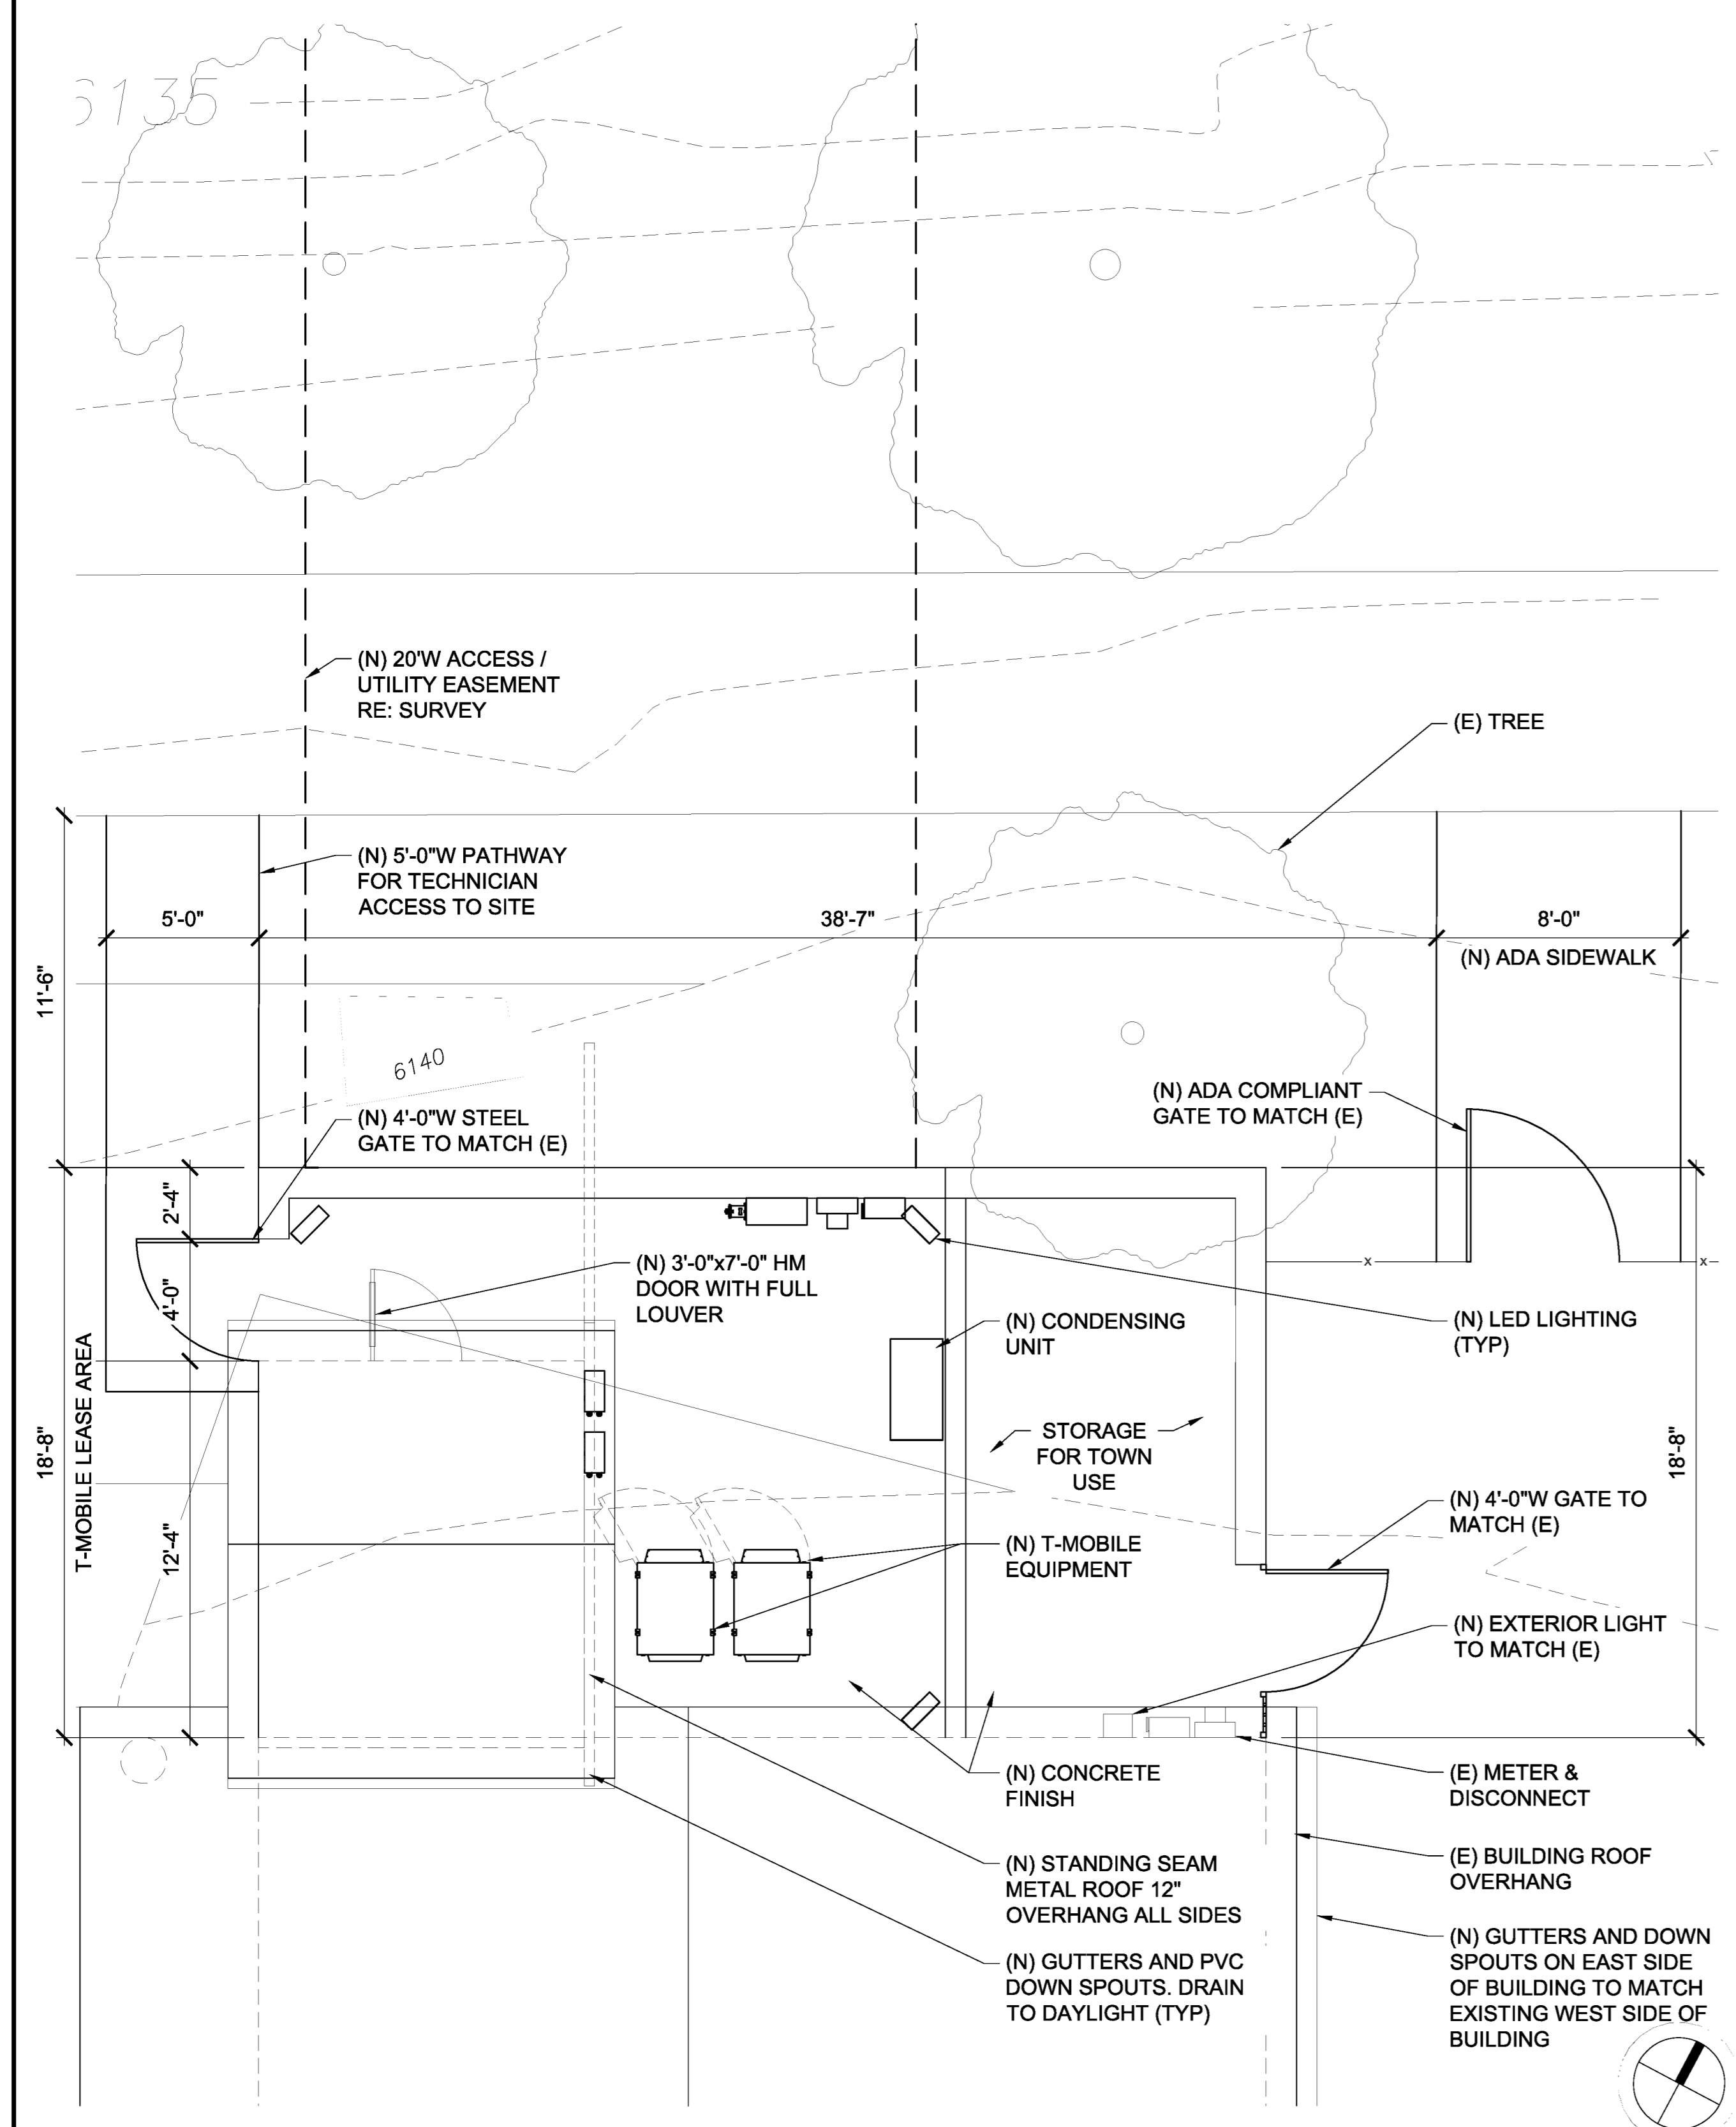 6135
(N) 20'W ACCESS /
UTILITY EASEMENT
RE: SURVEY
(E) TREE
(N) 5'-0"W PATHWAY
FOR TECHNICIAN
ACCESS TO SITE
5'-0"
38'-7"
8'-0"
(N) ADA SIDEWALK
11'-6"
6140
(N) ADA COMPLIANT
GATE TO MATCH (E)
(N) 4'-0"W STEEL
GATE TO MATCH (E)
2'-4"
4'-0"
(N) 3'-0"x7'-0" HM
DOOR WITH FULL
LOUVER
x
x
(N) CONDENSING
UNIT
(N) LED LIGHTING
(TYP)
18'-8"
T-MOBILE LEASE AREA
12'-4"
STORAGE
FOR TOWN
USE
18'-8"
(N) 4'-0"W GATE TO
MATCH (E)
(N) T-MOBILE
EQUIPMENT
(N) EXTERIOR LIGHT
TO MATCH (E)
(N) CONCRETE
FINISH
(E) METER &
DISCONNECT
(N) STANDING SEAM
METAL ROOF 12"
OVERHANG ALL SIDES
(E) BUILDING ROOF
OVERHANG
(N) GUTTERS AND PVC
DOWN SPOUTS. DRAIN
TO DAYLIGHT (TYP)
(N) GUTTERS AND DOWN
SPOUTS ON EAST SIDE
OF BUILDING TO MATCH
EXISTING WEST SIDE OF
BUILDING